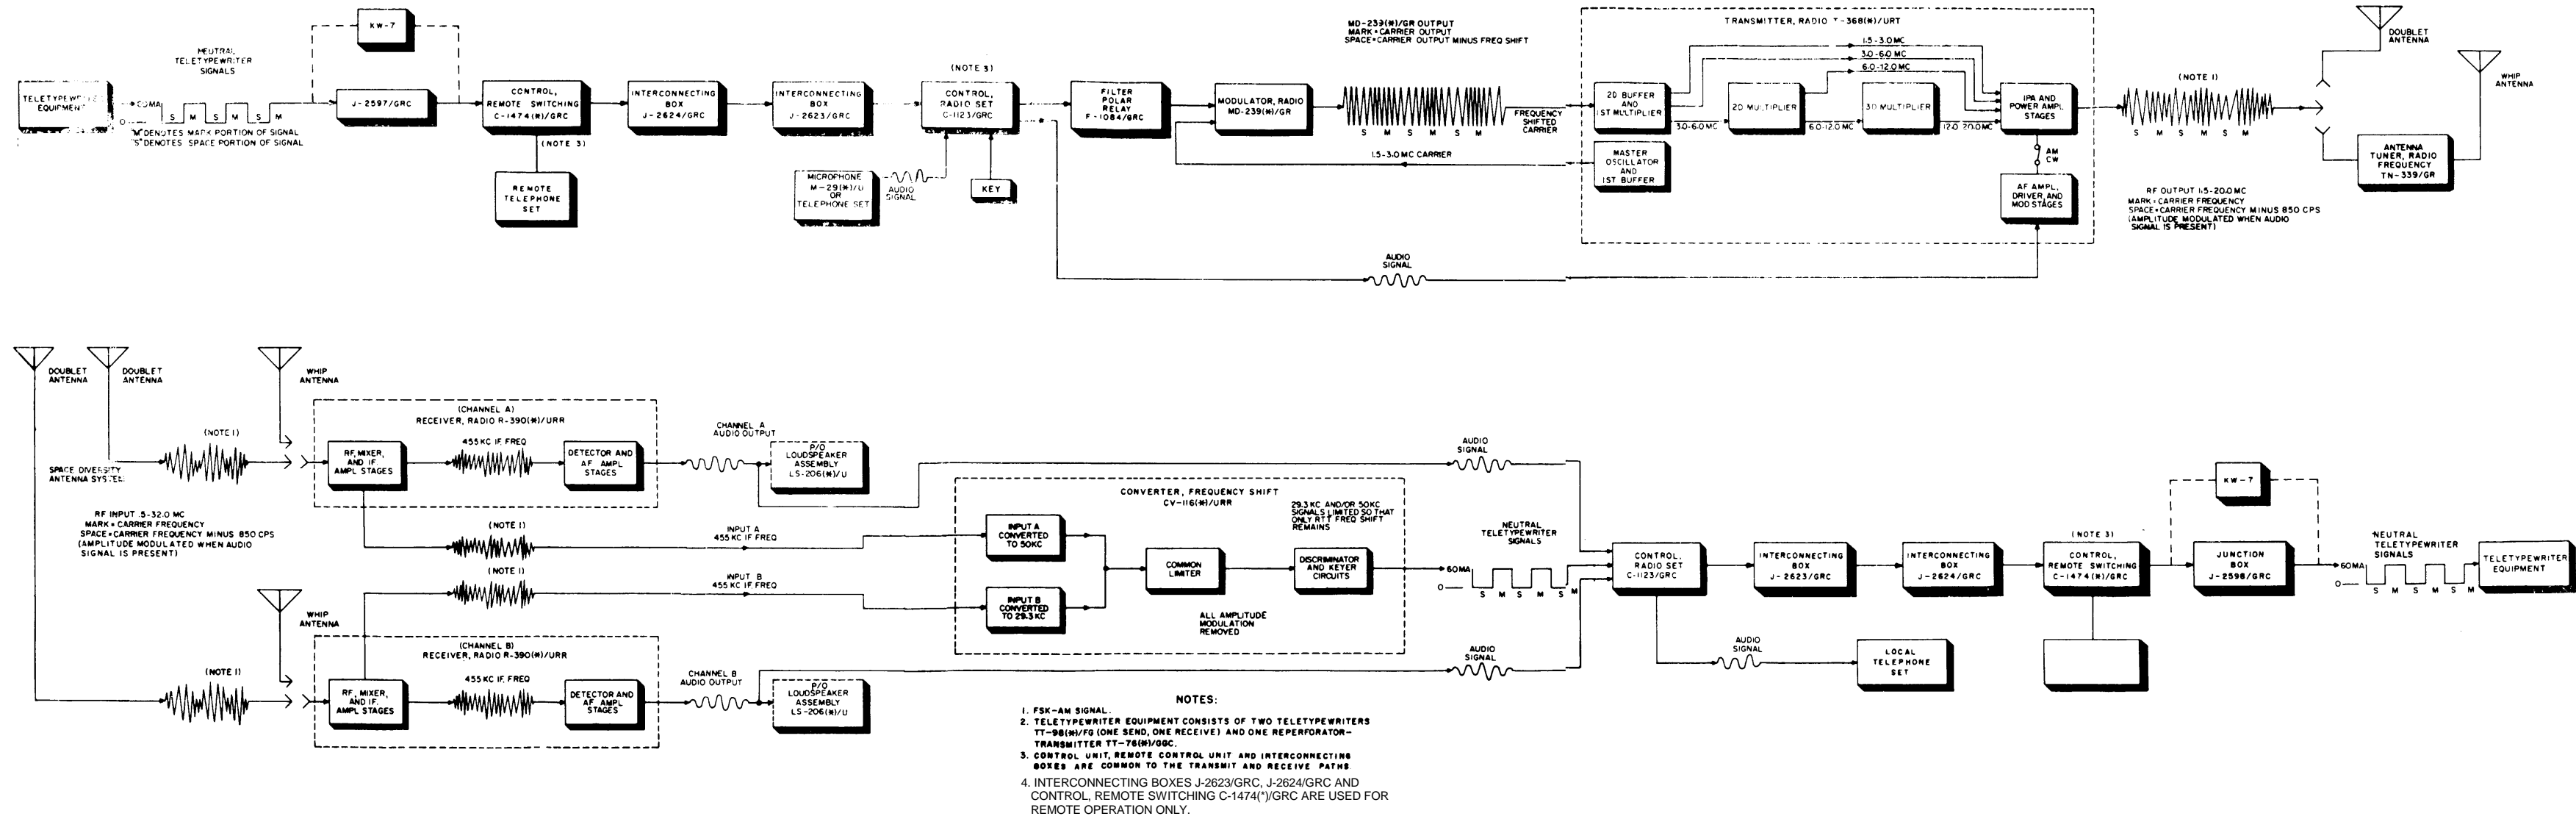 KW-7
NEUTRAL
TELETYPEWRITER
SIGNALS
TELETYPEWRITER
EQUIPMENT
60MA
0
S M S M S M
"M" DENOTES MARK PORTION OF SIGNAL
"S" DENOTES SPACE PORTION OF SIGNAL
J-2597/GRC
CONTROL,
REMOTE SWITCHING
C-1474(*)/GRC
(NOTE 3)
REMOTE
TELEPHONE
SET
INTERCONNECTING
BOX
J-2624/GRC
INTERCONNECTING
BOX
J-2623/GRC
(NOTE 3)
CONTROL,
RADIO SET
C-1123/GRC
MICROPHONE
M-29(*)/U
OR
TELEPHONE SET
AUDIO
SIGNAL
KEY
FILTER
POLAR
RELAY
F-1084/GRC
MODULATOR, RADIO
MD-239(*)/GR
MD-239(*)/GR OUTPUT
MARK=CARRIER OUTPUT
SPACE=CARRIER OUTPUT MINUS FREQ SHIFT
S M S M S M
FREQUENCY
SHIFTED
CARRIER
1.5-3.0 MC CARRIER
AUDIO
SIGNAL
TRANSMITTER, RADIO T-368(*)/URT
1.5-3.0 MC
3.0-6.0 MC
6.0-12.0 MC
2D BUFFER
AND
1ST MULTIPLIER
3.0-6.0 MC
2D MULTIPLIER
6.0-12.0 MC
3D MULTIPLIER
12.0-20.0 MC
IPA AND
POWER AMPL
STAGES
MASTER
OSCILLATOR
AND
1ST BUFFER
AM
CW
AF AMPL,
DRIVER, AND
MOD STAGES
(NOTE 1)
S M S M S M
RF OUTPUT 1.5-20.0 MC
MARK=CARRIER FREQUENCY
SPACE=CARRIER FREQUENCY MINUS 850 CPS
(AMPLITUDE MODULATED WHEN AUDIO
SIGNAL IS PRESENT)
DOUBLET
ANTENNA
WHIP
ANTENNA
ANTENNA
TUNER, RADIO
FREQUENCY
TN-339/GR
DOUBLET
ANTENNA
DOUBLET
ANTENNA
WHIP
ANTENNA
(NOTE 1)
SPACE DIVERSITY
ANTENNA SYSTEM
RF INPUT .5-32.0 MC
MARK=CARRIER FREQUENCY
SPACE=CARRIER FREQUENCY MINUS 850 CPS
(AMPLITUDE MODULATED WHEN AUDIO
SIGNAL IS PRESENT)
(CHANNEL A)
RECEIVER, RADIO R-390(*)/URR
RF, MIXER,
AND IF.
AMPL STAGES
455 KC IF. FREQ
DETECTOR AND
AF AMPL
STAGES
CHANNEL A
AUDIO OUTPUT
P/O
LOUDSPEAKER
ASSEMBLY
LS-206(*)/U
AUDIO
SIGNAL
(NOTE 1)
INPUT A
455 KC IF FREQ
(NOTE 1)
INPUT B
455 KC IF FREQ
CONVERTER, FREQUENCY SHIFT
CV-116(*)/URR
INPUT A
CONVERTED
TO 50KC
INPUT B
CONVERTED
TO 29.3 KC
COMMON
LIMITER
29.3 KC AND/OR 50KC
SIGNALS LIMITED SO THAT
ONLY RTT FREQ SHIFT
REMAINS
DISCRIMINATOR
AND KEYER
CIRCUITS
ALL AMPLITUDE
MODULATION
REMOVED
NEUTRAL
TELETYPEWRITER
SIGNALS
60MA
0
S M S M S M
WHIP
ANTENNA
(NOTE 1)
(CHANNEL B)
RECEIVER, RADIO R-390(*)/URR
RF, MIXER,
AND IF.
AMPL STAGES
455 KC IF. FREQ
DETECTOR AND
AF AMPL
STAGES
CHANNEL B
AUDIO OUTPUT
P/O
LOUDSPEAKER
ASSEMBLY
LS-206(*)/U
AUDIO
SIGNAL
CONTROL,
RADIO SET
C-1123/GRC
AUDIO
SIGNAL
LOCAL
TELEPHONE
SET
INTERCONNECTING
BOX
J-2623/GRC
INTERCONNECTING
BOX
J-2624/GRC
(NOTE 3)
CONTROL,
REMOTE SWITCHING
C-1474(*)/GRC
KW-7
JUNCTION
BOX
J-2598/GRC
NEUTRAL
TELETYPEWRITER
SIGNALS
60MA
0
S M S M S M
TELETYPEWRITER
EQUIPMENT
NOTES:
1. FSK-AM SIGNAL.
2. TELETYPEWRITER EQUIPMENT CONSISTS OF TWO TELETYPEWRITERS
TT-98(*)/FG (ONE SEND, ONE RECEIVE) AND ONE REPERFORATOR-
TRANSMITTER TT-76(*)/GGC.
3. CONTROL UNIT, REMOTE CONTROL UNIT AND INTERCONNECTING
BOXES ARE COMMON TO THE TRANSMIT AND RECEIVE PATHS.
4. INTERCONNECTING BOXES J-2623/GRC, J-2624/GRC AND
CONTROL, REMOTE SWITCHING C-1474(*)/GRC ARE USED FOR
REMOTE OPERATION ONLY.